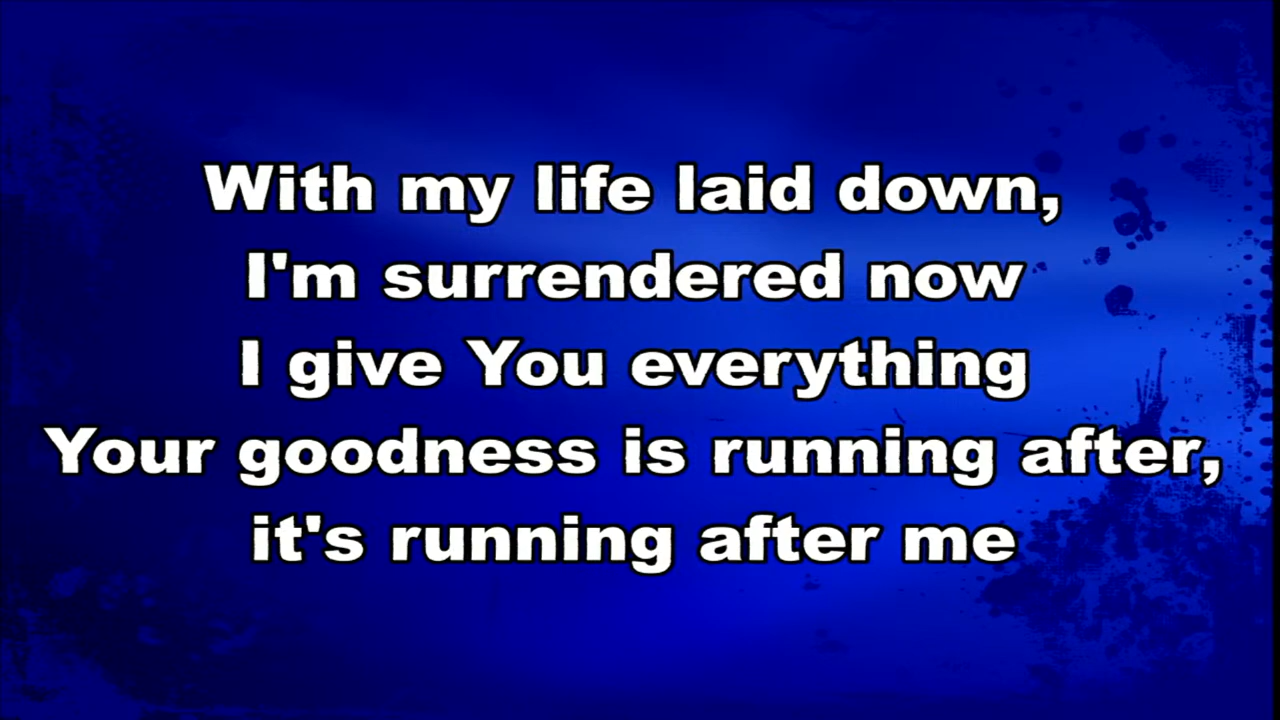 With my life laid down,
I'm surrendered now
I give You everything
Your goodness is running after,
it's running after me